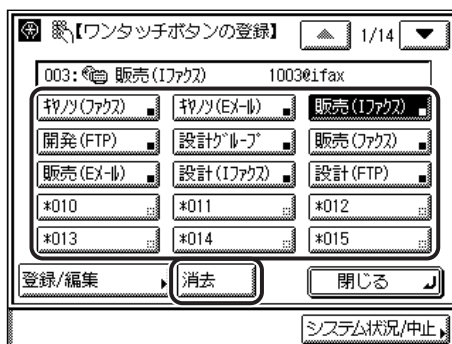 【ワンタッチボタンの登録】 1/14
003: 販売(Iファクス) 1003@ifax
キヤノン(ファクス) キヤノン(Eメール) 販売(Iファクス)
開発(FTP) 設計グループ 販売(ファクス)
販売(Eメール) 設計(Iファクス) 設計(FTP)
*010 *011 *012
*013 *014 *015
登録/編集 消去 閉じる
システム状況/中止